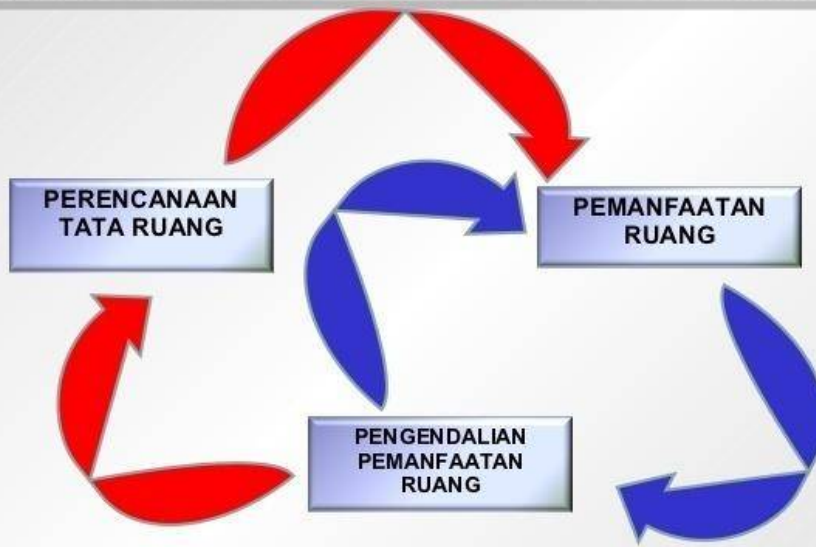 PERENCANAAN
TATA RUANG
PEMANFAATAN
RUANG
PENGENDALIAN
PEMANFAATAN
RUANG